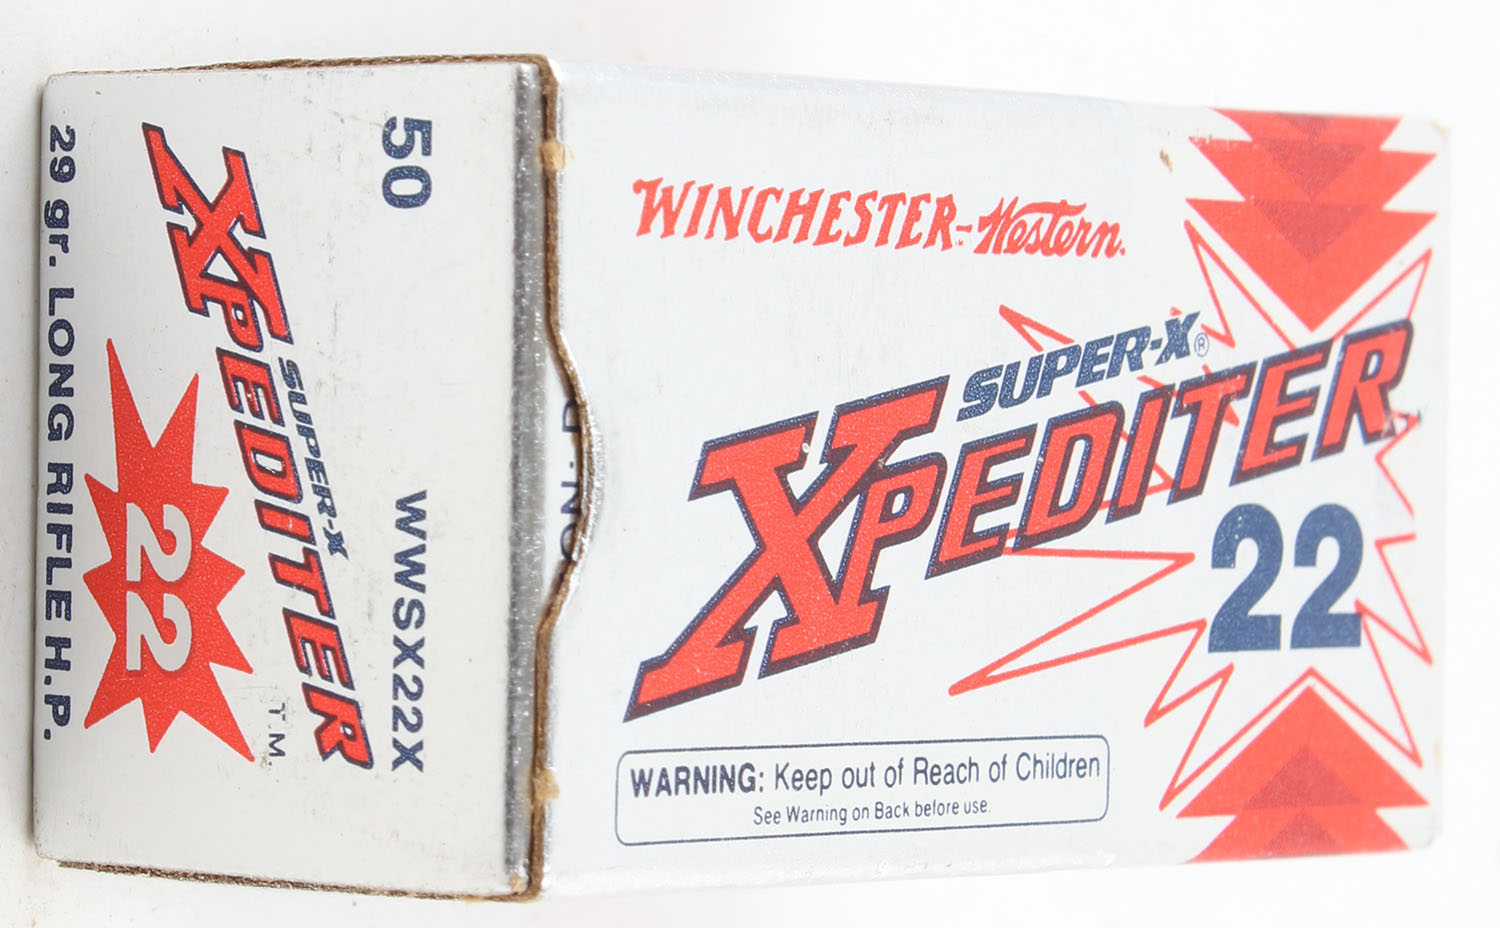 WINCHESTER-Western.
SUPER-X®
XPEDITER
22
WARNING: Keep out of Reach of Children
See Warning on Back before use.
50 WWSX22X
SUPER-X
XPEDITER
T.M.
22
29 gr. LONG RIFLE H.P.